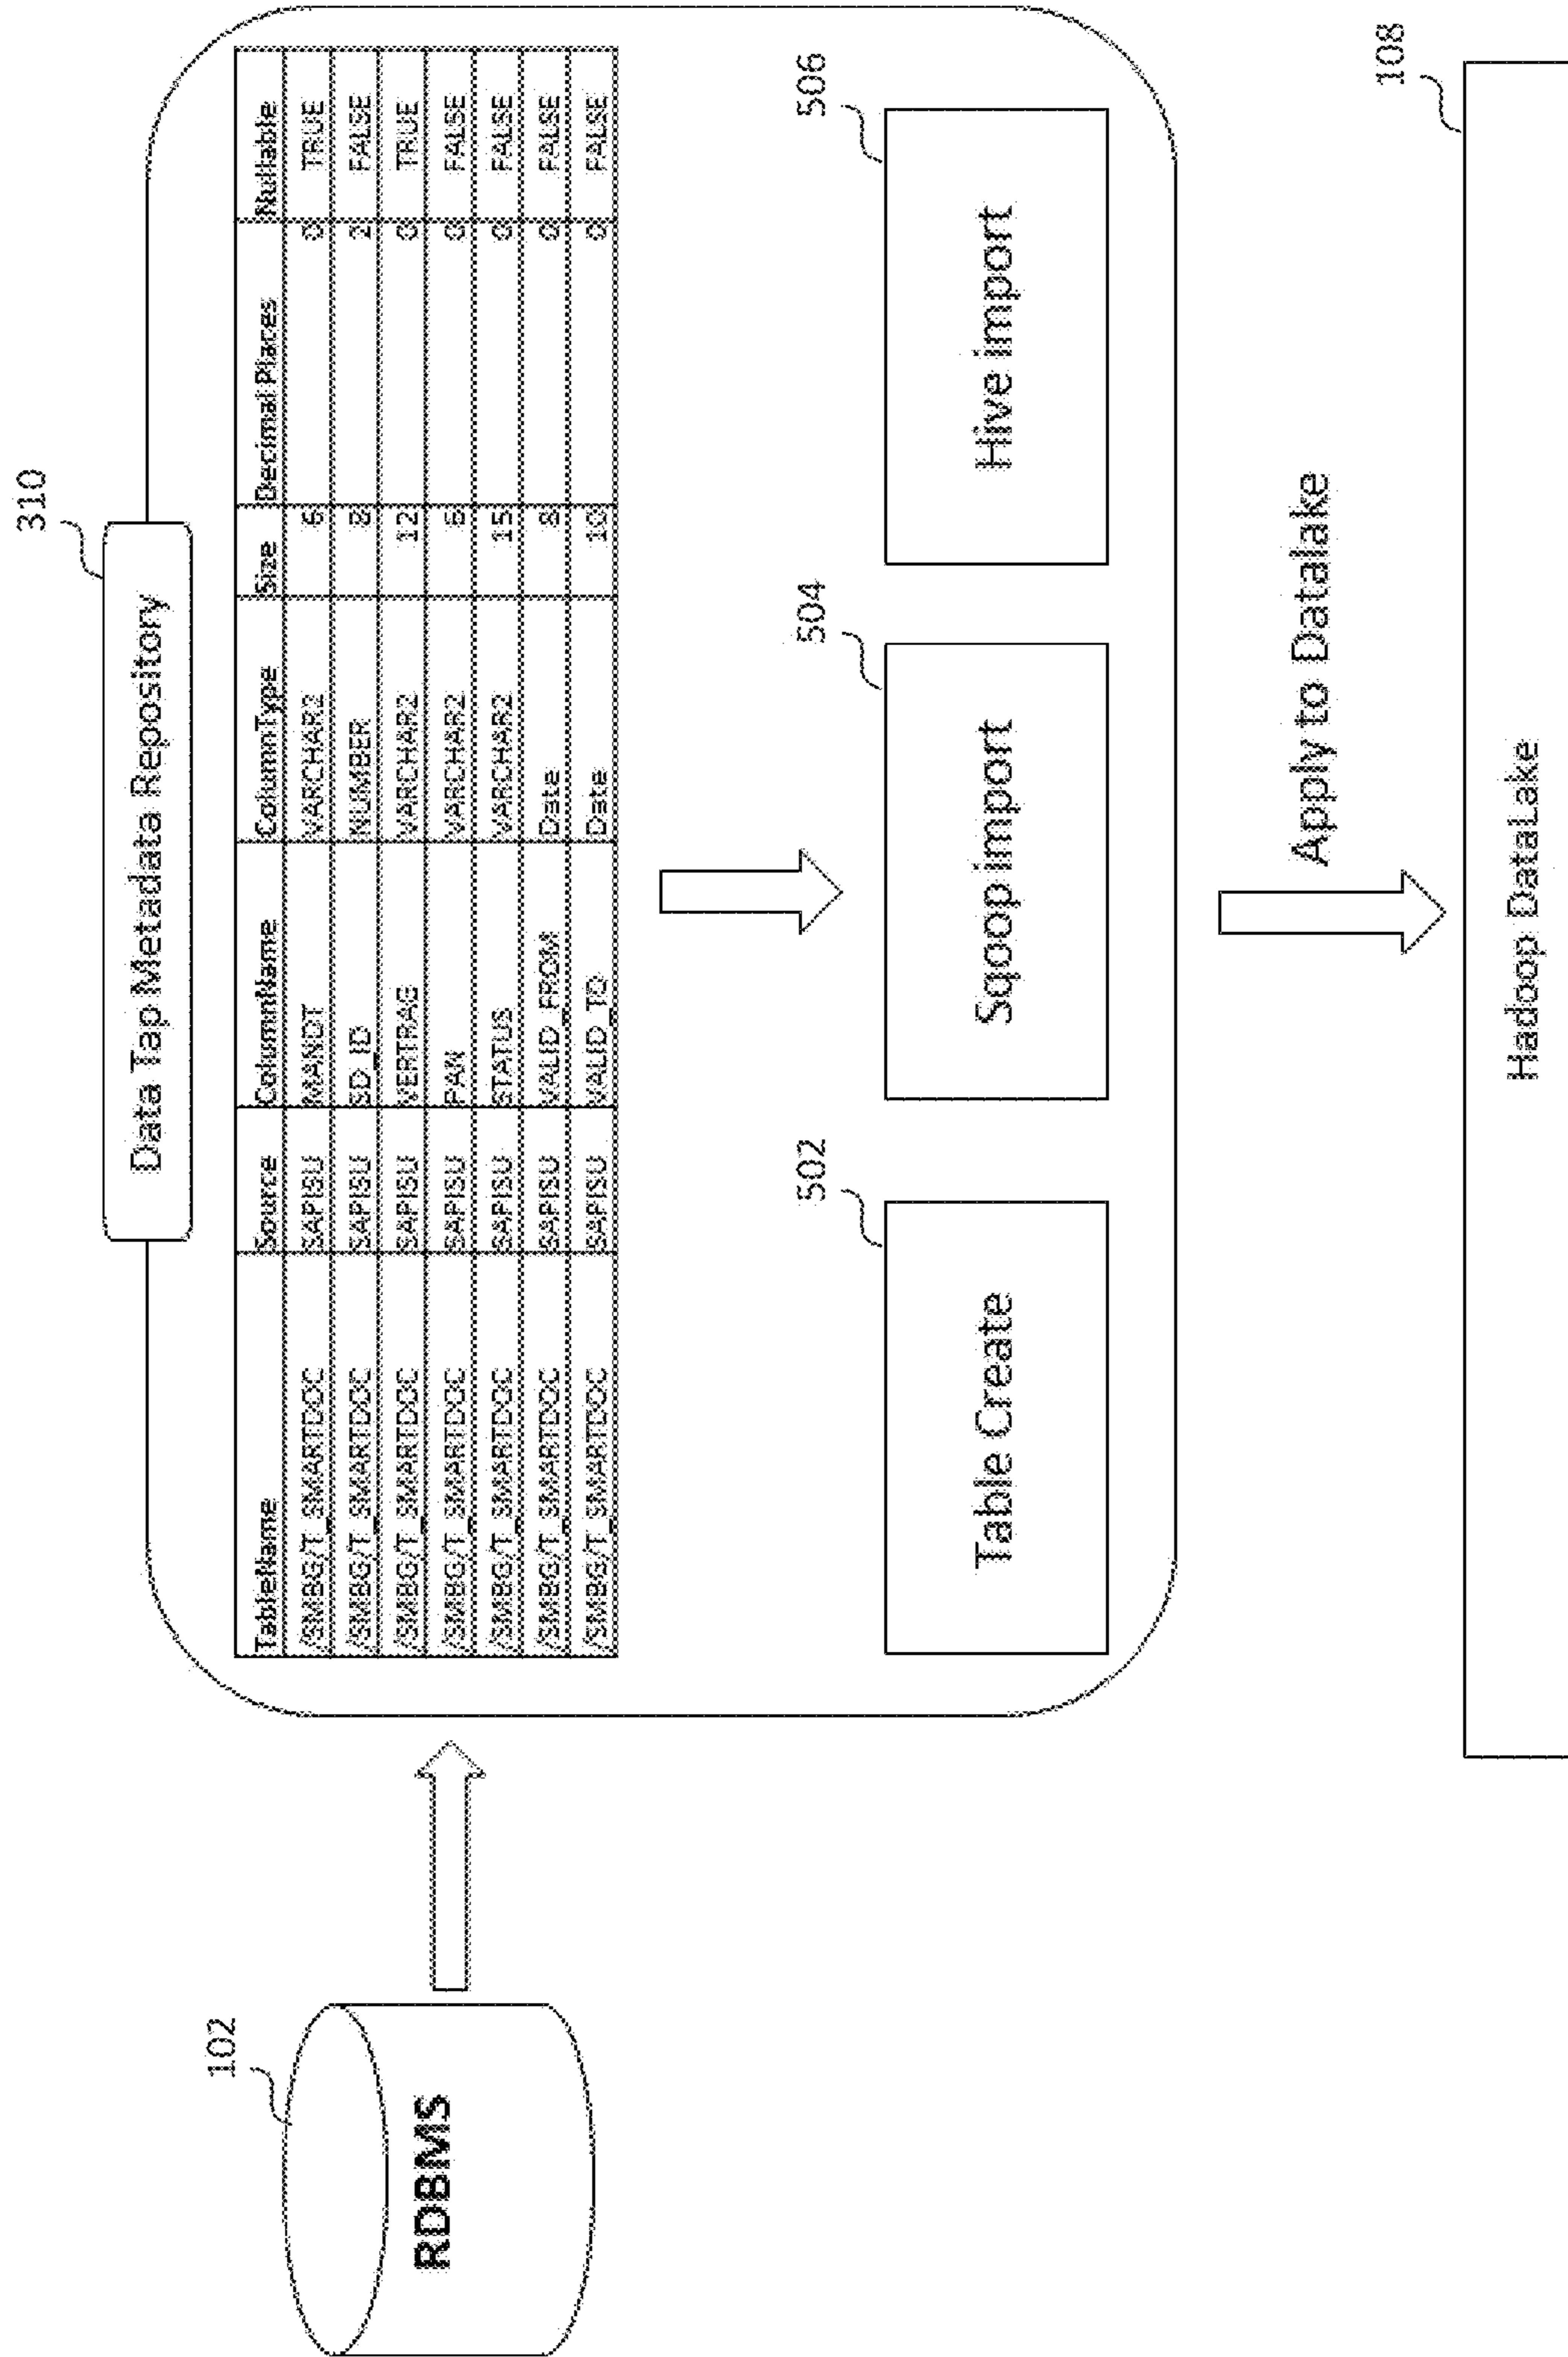 310
Data Tap Metadata Repository
TableName Source ColumnName ColumnType Size Decimal Places Nullable
/SMBG/T_SMARTDOC SAPISU MANDT VARCHAR2 6 0 TRUE
/SMBG/T_SMARTDOC SAPISU SD_ID NUMBER 8 2 FALSE
/SMBG/T_SMARTDOC SAPISU VERTRAG VARCHAR2 12 0 TRUE
/SMBG/T_SMARTDOC SAPISU PAN VARCHAR2 6 0 FALSE
/SMBG/T_SMARTDOC SAPISU STATUS VARCHAR2 15 0 FALSE
/SMBG/T_SMARTDOC SAPISU VALID_FROM Date 8 0 FALSE
/SMBG/T_SMARTDOC SAPISU VALID_TO Date 10 0 FALSE
102
RDBMS
502
Table Create
504
Sqoop import
506
Hive import
Apply to Datalake
108
Hadoop DataLake